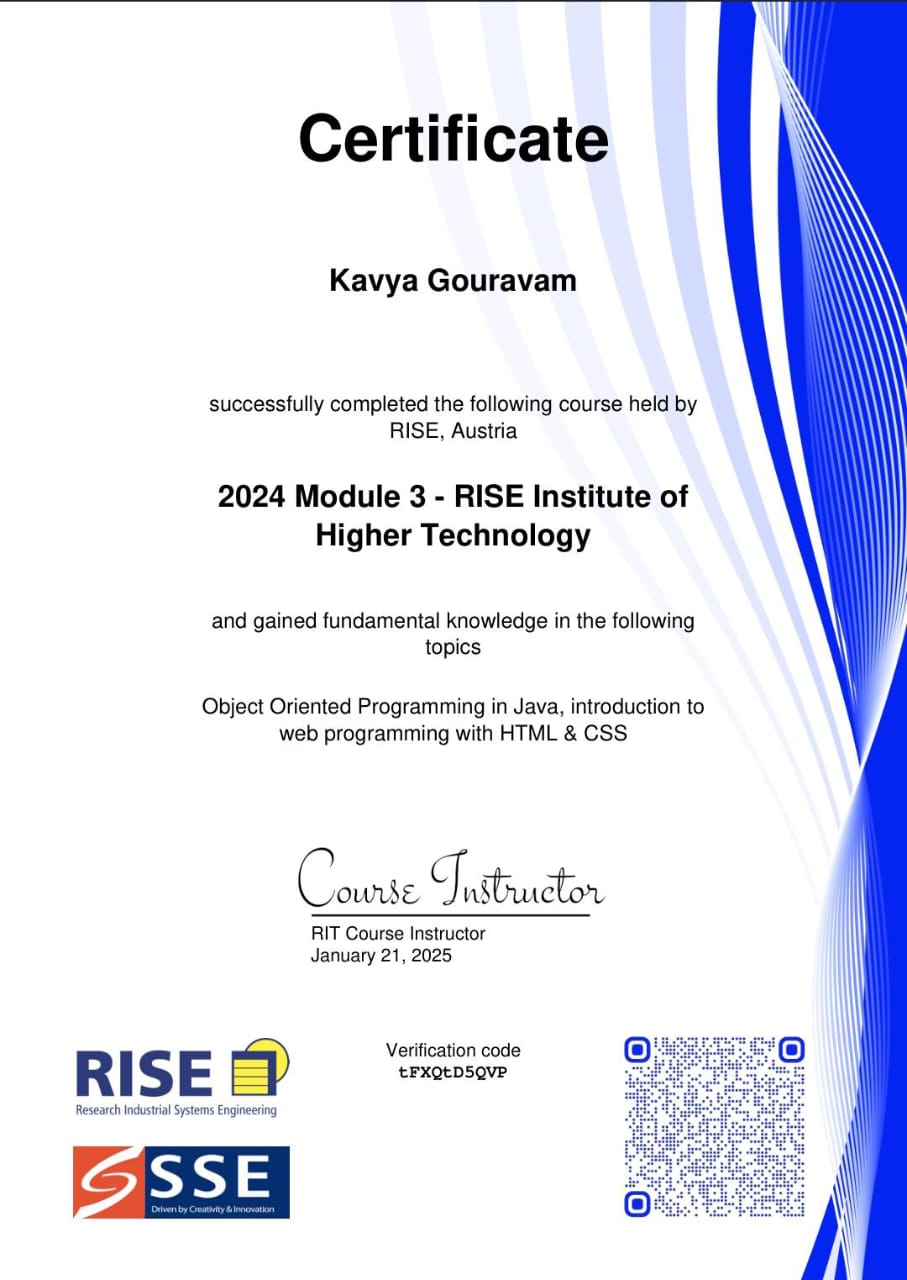 Certificate
Kavya Gouravam
successfully completed the following course held by
RISE, Austria
2024 Module 3 - RISE Institute of
Higher Technology
and gained fundamental knowledge in the following
topics
Object Oriented Programming in Java, introduction to
web programming with HTML & CSS
Course Instructor
RIT Course Instructor
January 21, 2025
RISE
Research Industrial Systems Engineering
Verification code
tFXQtD5QVP
SSE
Driven by Creativity & Innovation